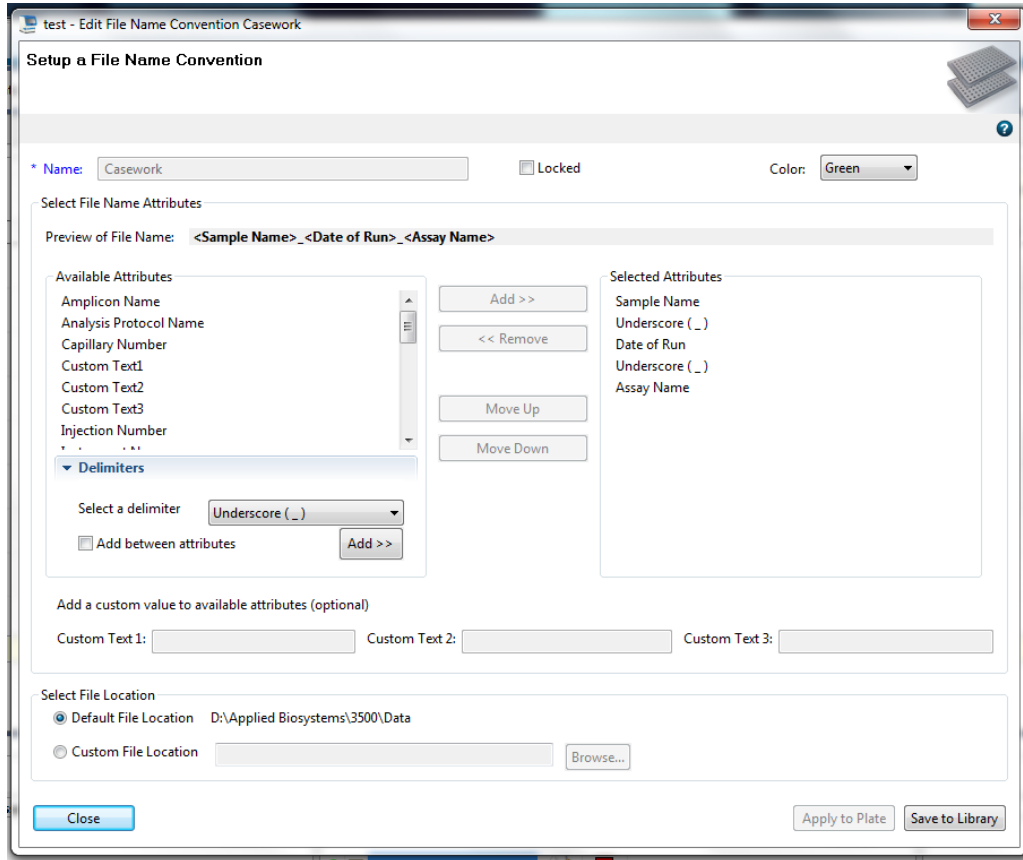 test - Edit File Name Convention Casework
Setup a File Name Convention
* Name: Casework Locked Color: Green
Select File Name Attributes
Preview of File Name: <Sample Name>_<Date of Run>_<Assay Name>
Available Attributes
Amplicon Name
Analysis Protocol Name
Capillary Number
Custom Text1
Custom Text2
Custom Text3
Injection Number
Delimiters
Select a delimiter Underscore ( _ )
Add between attributes Add >>
Add >>
<< Remove
Move Up
Move Down
Selected Attributes
Sample Name
Underscore ( _ )
Date of Run
Underscore ( _ )
Assay Name
Add a custom value to available attributes (optional)
Custom Text 1: Custom Text 2: Custom Text 3:
Select File Location
Default File Location D:\Applied Biosystems\3500\Data
Custom File Location Browse...
Close Apply to Plate Save to Library